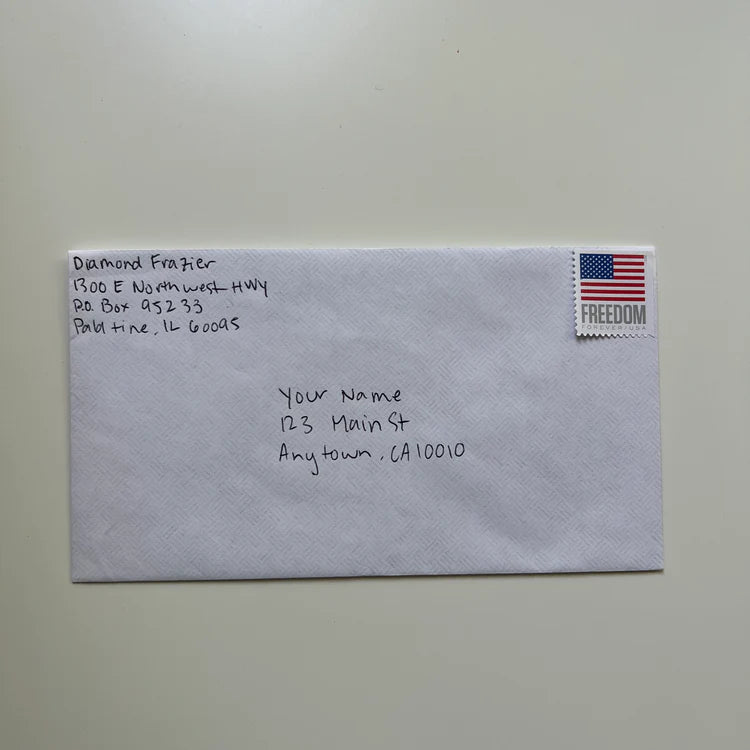 Diamond Frazier
1300 E Northwest HWY
P.O. Box 95233
Palatine, IL 60095
FREEDOM
FOREVER/USA
Your Name
123 Main St
Anytown, CA 10010